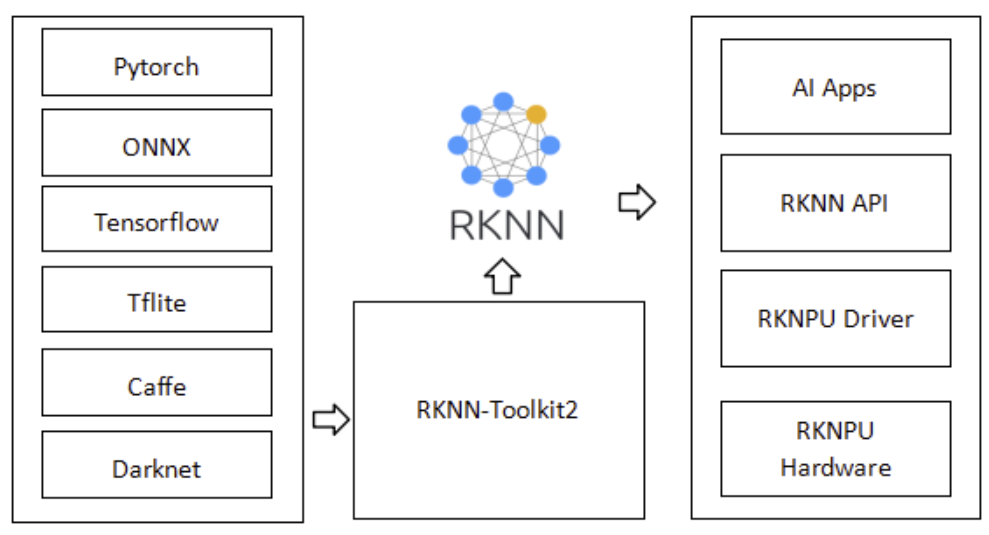 Pytorch
ONNX
Tensorflow
Tflite
Caffe
Darknet
RKNN
RKNN-Toolkit2
AI Apps
RKNN API
RKNPU Driver
RKNPU
Hardware